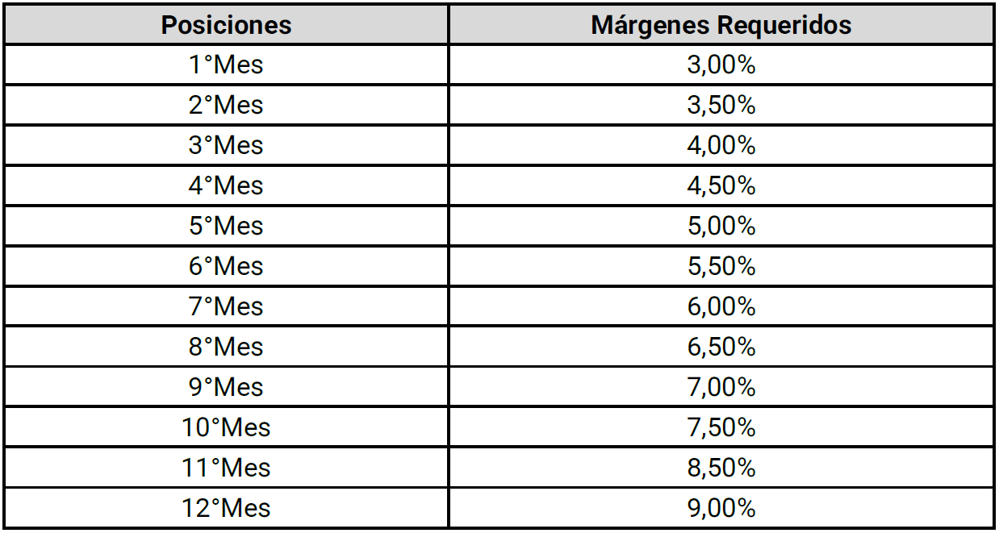 Posiciones Márgenes Requeridos
1°Mes 3,00%
2°Mes 3,50%
3°Mes 4,00%
4°Mes 4,50%
5°Mes 5,00%
6°Mes 5,50%
7°Mes 6,00%
8°Mes 6,50%
9°Mes 7,00%
10°Mes 7,50%
11°Mes 8,50%
12°Mes 9,00%